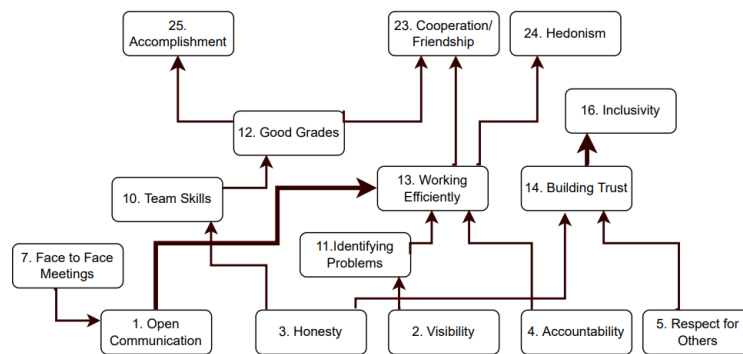 25.
Accomplishment
23. Cooperation/
Friendship
24. Hedonism
16. Inclusivity
12. Good Grades
10. Team Skills
13. Working
Efficiently
14. Building Trust
11.Identifying
Problems
7. Face to Face
Meetings
1. Open
Communication
3. Honesty
2. Visibility
4. Accountability
5. Respect for
Others